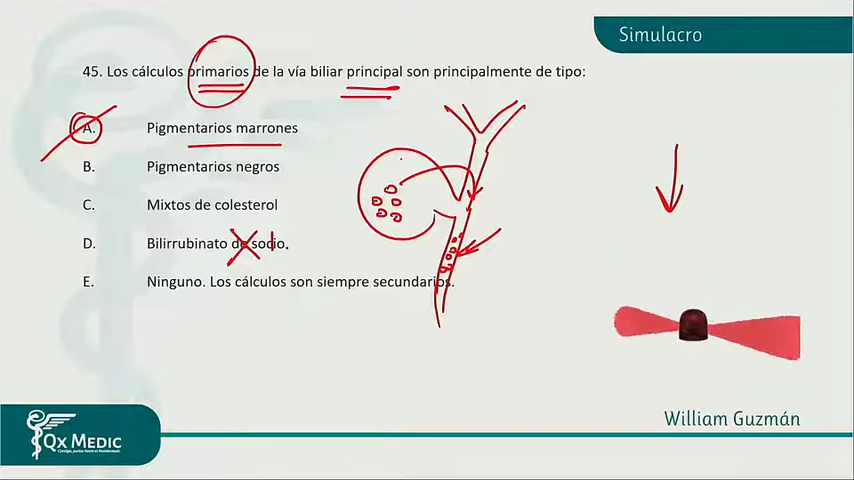 Simulacro
45. Los cálculos primarios de la vía biliar principal son principalmente de tipo:
A. Pigmentarios marrones
B. Pigmentarios negros
C. Mixtos de colesterol
D. Bilirrubinato de sodio.
E. Ninguno. Los cálculos son siempre secundarios.
William Guzmán
QX MEDIC